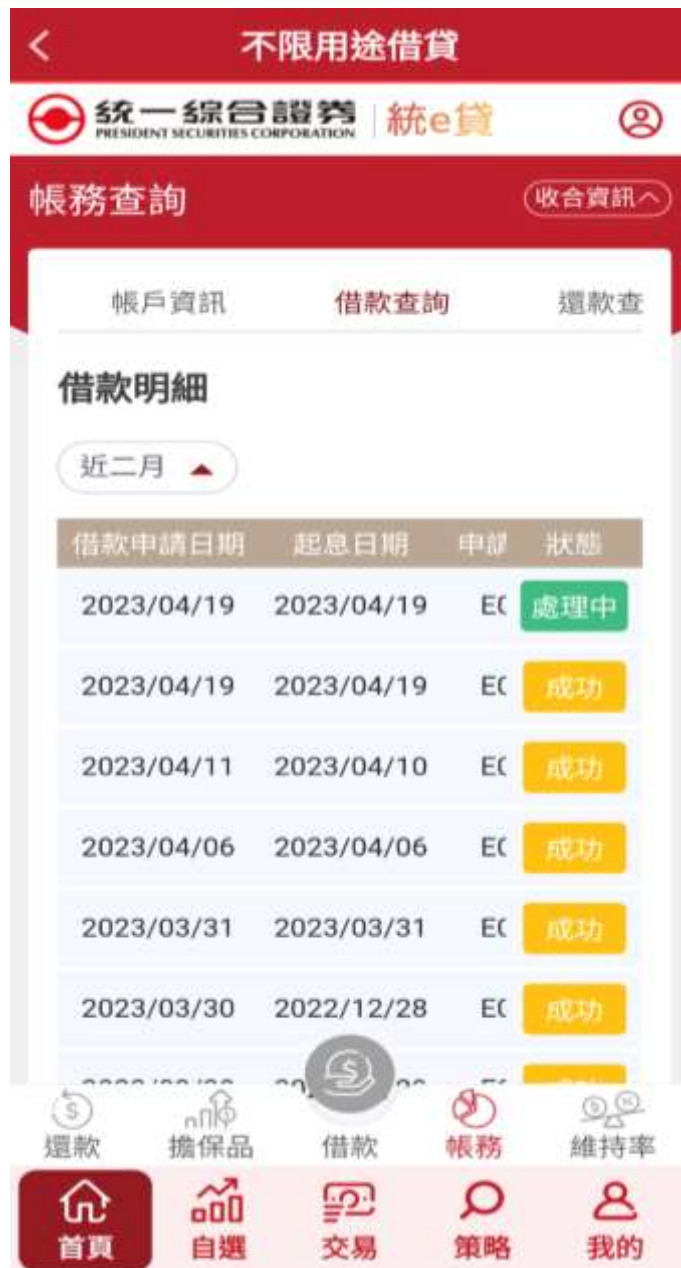 不限用途借貸
統一綜合證券 統e貸
PRESIDENT SECURITIES CORPORATION
帳務查詢 收合資訊
帳戶資訊 借款查詢 還款查
借款明細
近二月
借款申請日期 起息日期 申請 狀態
2023/04/19 2023/04/19 處理中
2023/04/19 2023/04/19 成功
2023/04/11 2023/04/10 成功
2023/04/06 2023/04/06 成功
2023/03/31 2023/03/31 成功
2023/03/30 2022/12/28 成功
還款 擔保品 借款 帳務 維持率
首頁 自選 交易 策略 我的